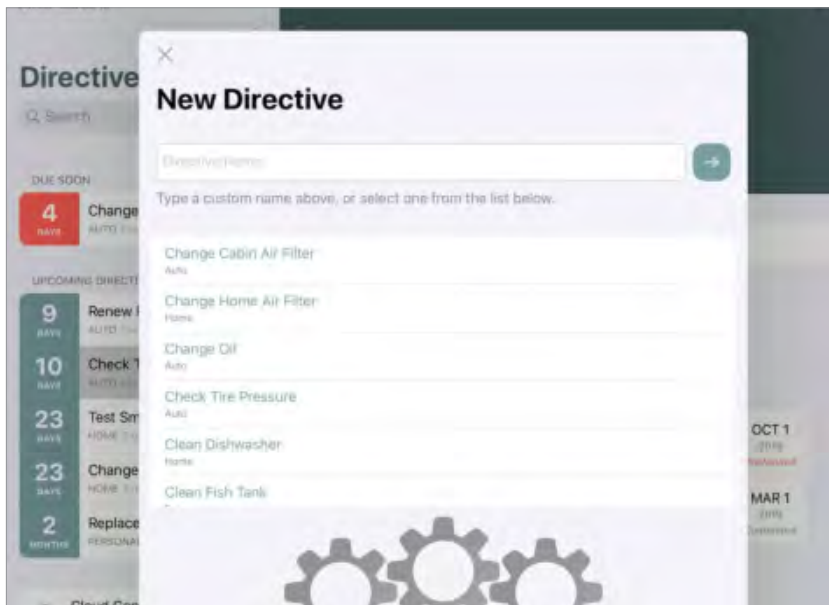 Directive
Search
DUE SOON
4
DAYS
Change
AUTO
UPCOMING DIRECTI
9
DAYS
Renew
AUTO
10
DAYS
Check T
AUTO
23
DAYS
Test Sm
HOME
23
DAYS
Change
HOME
2
MONTHS
Replace
PERSONAL
New Directive
Directive Name
Type a custom name above, or select one from the list below.
Change Cabin Air Filter
Auto
Change Home Air Filter
Home
Change Oil
Auto
Check Tire Pressure
Auto
Clean Dishwasher
Home
Clean Fish Tank
OCT 1
2019
MAR 1
2019